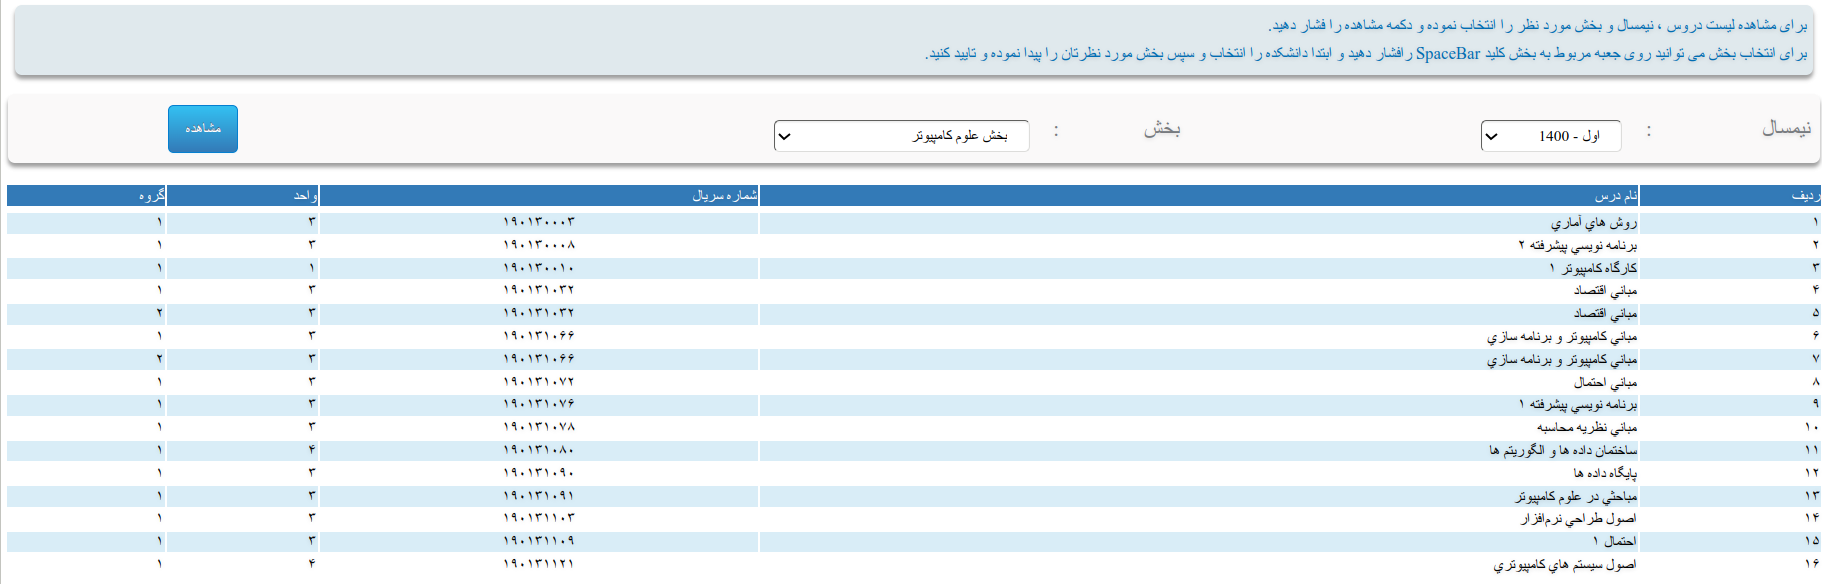 برای مشاهده لیست دروس ، نیمسال و بخش مورد نظر را انتخاب نموده و دکمه مشاهده را فشار دهید.
برای انتخاب بخش می توانید روی جعبه مربوط به بخش کلید SpaceBar رافشار دهید و ابتدا دانشکده را انتخاب و سپس بخش مورد نظرتان را پیدا نموده و تایید کنید.
نیمسال : اول - 1400 بخش : بخش علوم کامپیوتر مشاهده
ردیف نام درس شماره سریال واحد گروه
۱ روش هاي آماري ۱۹۰۱۳۰۰۰۳ ۳ ۱
۲ برنامه نويسي پيشرفته ۲ ۱۹۰۱۳۰۰۰۸ ۳ ۱
۳ کارگاه کامپيوتر ۱ ۱۹۰۱۳۰۰۱۰ ۱ ۱
۴ مباني اقتصاد ۱۹۰۱۳۱۰۳۲ ۳ ۱
۵ مباني اقتصاد ۱۹۰۱۳۱۰۳۲ ۳ ۲
۶ مباني کامپيوتر و برنامه سازي ۱۹۰۱۳۱۰۶۶ ۳ ۱
۷ مباني کامپيوتر و برنامه سازي ۱۹۰۱۳۱۰۶۶ ۳ ۲
۸ مباني احتمال ۱۹۰۱۳۱۰۷۲ ۳ ۱
۹ برنامه نويسي پيشرفته ۱ ۱۹۰۱۳۱۰۷۶ ۳ ۱
۱۰ مباني نظريه محاسبه ۱۹۰۱۳۱۰۷۸ ۳ ۱
۱۱ ساختمان داده ها و الگوريتم ها ۱۹۰۱۳۱۰۸۰ ۴ ۱
۱۲ پايگاه داده ها ۱۹۰۱۳۱۰۹۰ ۳ ۱
۱۳ مباحثي در علوم کامپيوتر ۱۹۰۱۳۱۰۹۱ ۳ ۱
۱۴ اصول طراحي نرم‌افزار ۱۹۰۱۳۱۱۰۳ ۳ ۱
۱۵ احتمال ۱ ۱۹۰۱۳۱۱۰۹ ۳ ۱
۱۶ اصول سيستم هاي کامپيوتري ۱۹۰۱۳۱۱۲۱ ۴ ۱